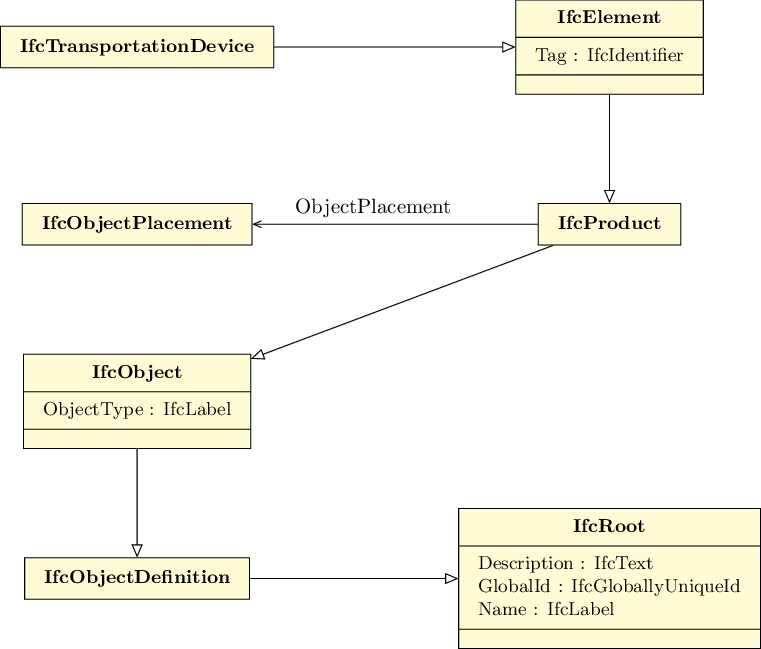 IfcElement
IfcTransportationDevice
Tag : IfcIdentifier
ObjectPlacement
IfcObjectPlacement
IfcProduct
IfcObject
ObjectType : IfcLabel
IfcRoot
Description : IfcText
GlobalId : IfcGloballyUniqueId
Name : IfcLabel
IfcObjectDefinition